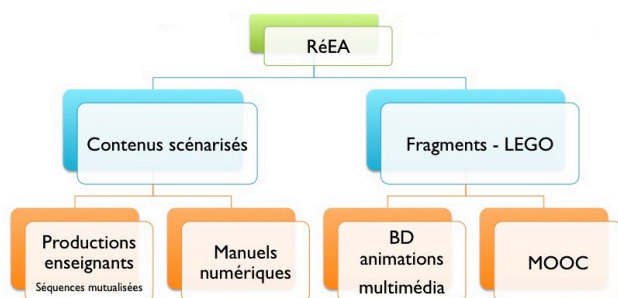 RéEA
Contenus scénarisés
Fragments - LEGO
Productions
enseignants
Séquences mutualisées
Manuels
numériques
BD
animations
multimédia
MOOC